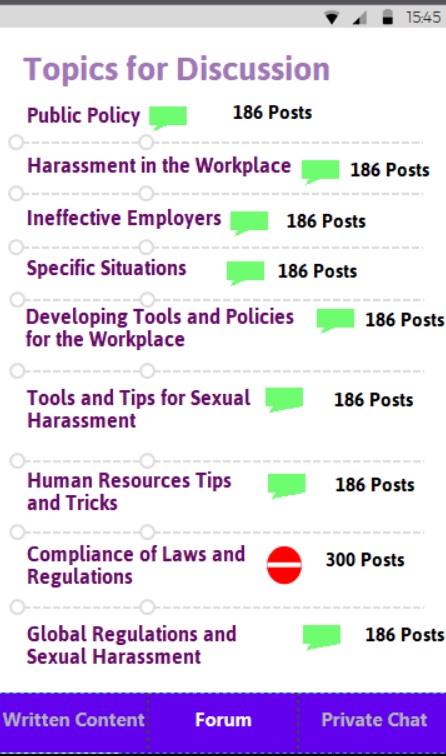 15:45
Topics for Discussion
Public Policy 186 Posts
Harassment in the Workplace 186 Posts
Ineffective Employers 186 Posts
Specific Situations 186 Posts
Developing Tools and Policies 186 Posts
for the Workplace
Tools and Tips for Sexual 186 Posts
Harassment
Human Resources Tips 186 Posts
and Tricks
Compliance of Laws and 300 Posts
Regulations
Global Regulations and 186 Posts
Sexual Harassment
Written Content Forum Private Chat